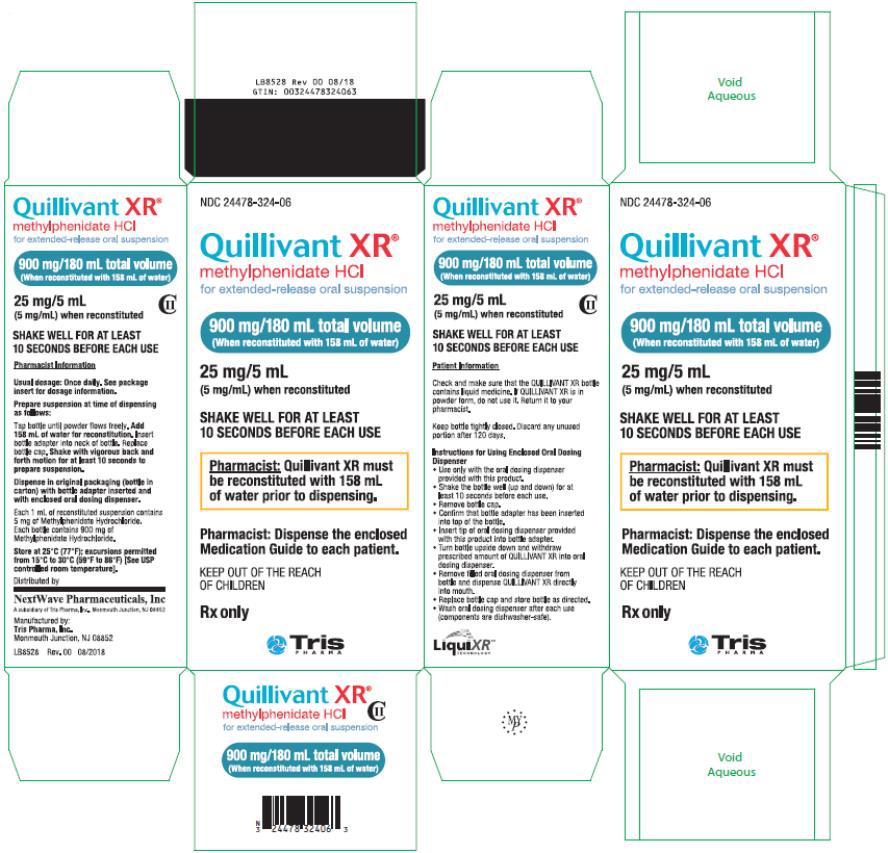 LB8528 Rev 00 08/18
GTIN: 00324478324063
Void
Aqueous
Quillivant XR®
methylphenidate HCl
for extended-release oral suspension
900 mg/180 mL total volume
(When reconstituted with 158 mL of water)
25 mg/5 mL
(5 mg/mL) when reconstituted
CII
SHAKE WELL FOR AT LEAST
10 SECONDS BEFORE EACH USE
Pharmacist Information
Usual dosage: Once daily. See package
insert for dosage information.
Prepare suspension at time of dispensing
as follows:
Tap bottle until powder flows freely. Add
158 mL of water for reconstitution. Insert
bottle adapter into neck of bottle. Replace
bottle cap. Shake with vigorous back and
forth motion for at least 10 seconds to
prepare suspension.
Dispense in original packaging (bottle in
carton) with bottle adapter inserted and
with enclosed oral dosing dispenser.
Each 1 mL of reconstituted suspension contains
5 mg of Methylphenidate Hydrochloride.
Each bottle contains 900 mg of
Methylphenidate Hydrochloride.
Store at 25°C (77°F); excursions permitted
from 15°C to 30°C (59°F to 86°F) [See USP
controlled room temperature].
Distributed by
NextWave Pharmaceuticals, Inc
A subsidiary of Tris Pharma, Inc., Monmouth Junction, NJ 08852
Manufactured by:
Tris Pharma, Inc.
Monmouth Junction, NJ 08852
LB8528 Rev. 00 08/2018
NDC 24478-324-06
Quillivant XR®
methylphenidate HCl
for extended-release oral suspension
900 mg/180 mL total volume
(When reconstituted with 158 mL of water)
25 mg/5 mL
(5 mg/mL) when reconstituted
SHAKE WELL FOR AT LEAST
10 SECONDS BEFORE EACH USE
Pharmacist: Quillivant XR must
be reconstituted with 158 mL
of water prior to dispensing.
Pharmacist: Dispense the enclosed
Medication Guide to each patient.
KEEP OUT OF THE REACH
OF CHILDREN
Rx only
Tris
PHARMA
Quillivant XR®
methylphenidate HCl
for extended-release oral suspension
900 mg/180 mL total volume
(When reconstituted with 158 mL of water)
25 mg/5 mL
(5 mg/mL) when reconstituted
CII
SHAKE WELL FOR AT LEAST
10 SECONDS BEFORE EACH USE
Patient Information
Check and make sure that the QUILLIVANT XR bottle
contains liquid medicine. If QUILLIVANT XR is in
powder form, do not use it. Return it to your
pharmacist.
Keep bottle tightly closed. Discard any unused
portion after 120 days.
Instructions for Using Enclosed Oral Dosing
Dispenser
• Use only with the oral dosing dispenser
provided with this product.
• Shake the bottle well (up and down) for at
least 10 seconds before each use.
• Remove bottle cap.
• Confirm that bottle adapter has been inserted
into top of the bottle.
• Insert tip of oral dosing dispenser provided
with this product into bottle adapter.
• Turn bottle upside down and withdraw
prescribed amount of QUILLIVANT XR into oral
dosing dispenser.
• Remove filled oral dosing dispenser from
bottle and dispense QUILLIVANT XR directly
into mouth.
• Replace bottle cap and store bottle as directed.
• Wash oral dosing dispenser after each use
(components are dishwasher-safe).
LiquiXR™
TECHNOLOGY
NDC 24478-324-06
Quillivant XR®
methylphenidate HCl
for extended-release oral suspension
900 mg/180 mL total volume
(When reconstituted with 158 mL of water)
25 mg/5 mL
(5 mg/mL) when reconstituted
SHAKE WELL FOR AT LEAST
10 SECONDS BEFORE EACH USE
Pharmacist: Quillivant XR must
be reconstituted with 158 mL
of water prior to dispensing.
Pharmacist: Dispense the enclosed
Medication Guide to each patient.
KEEP OUT OF THE REACH
OF CHILDREN
Rx only
Tris
PHARMA
Quillivant XR®
methylphenidate HCl
CII
for extended-release oral suspension
900 mg/180 mL total volume
(When reconstituted with 158 mL of water)
N
3 24478 32406 3
Void
Aqueous